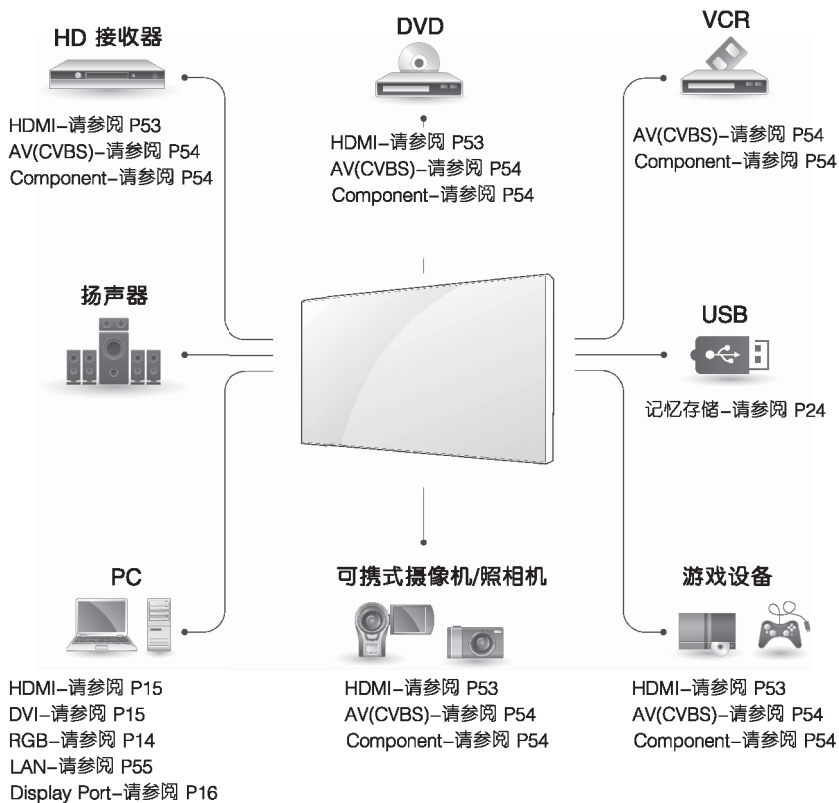 HD 接收器
HDMI–请参阅 P53
AV(CVBS)–请参阅 P54
Component–请参阅 P54
DVD
HDMI–请参阅 P53
AV(CVBS)–请参阅 P54
Component–请参阅 P54
VCR
AV(CVBS)–请参阅 P54
Component–请参阅 P54
扬声器
USB
记忆存储–请参阅 P24
PC
HDMI–请参阅 P15
DVI–请参阅 P15
RGB–请参阅 P14
LAN–请参阅 P55
Display Port–请参阅 P16
可携式摄像机/照相机
HDMI–请参阅 P53
AV(CVBS)–请参阅 P54
Component–请参阅 P54
游戏设备
HDMI–请参阅 P53
AV(CVBS)–请参阅 P54
Component–请参阅 P54